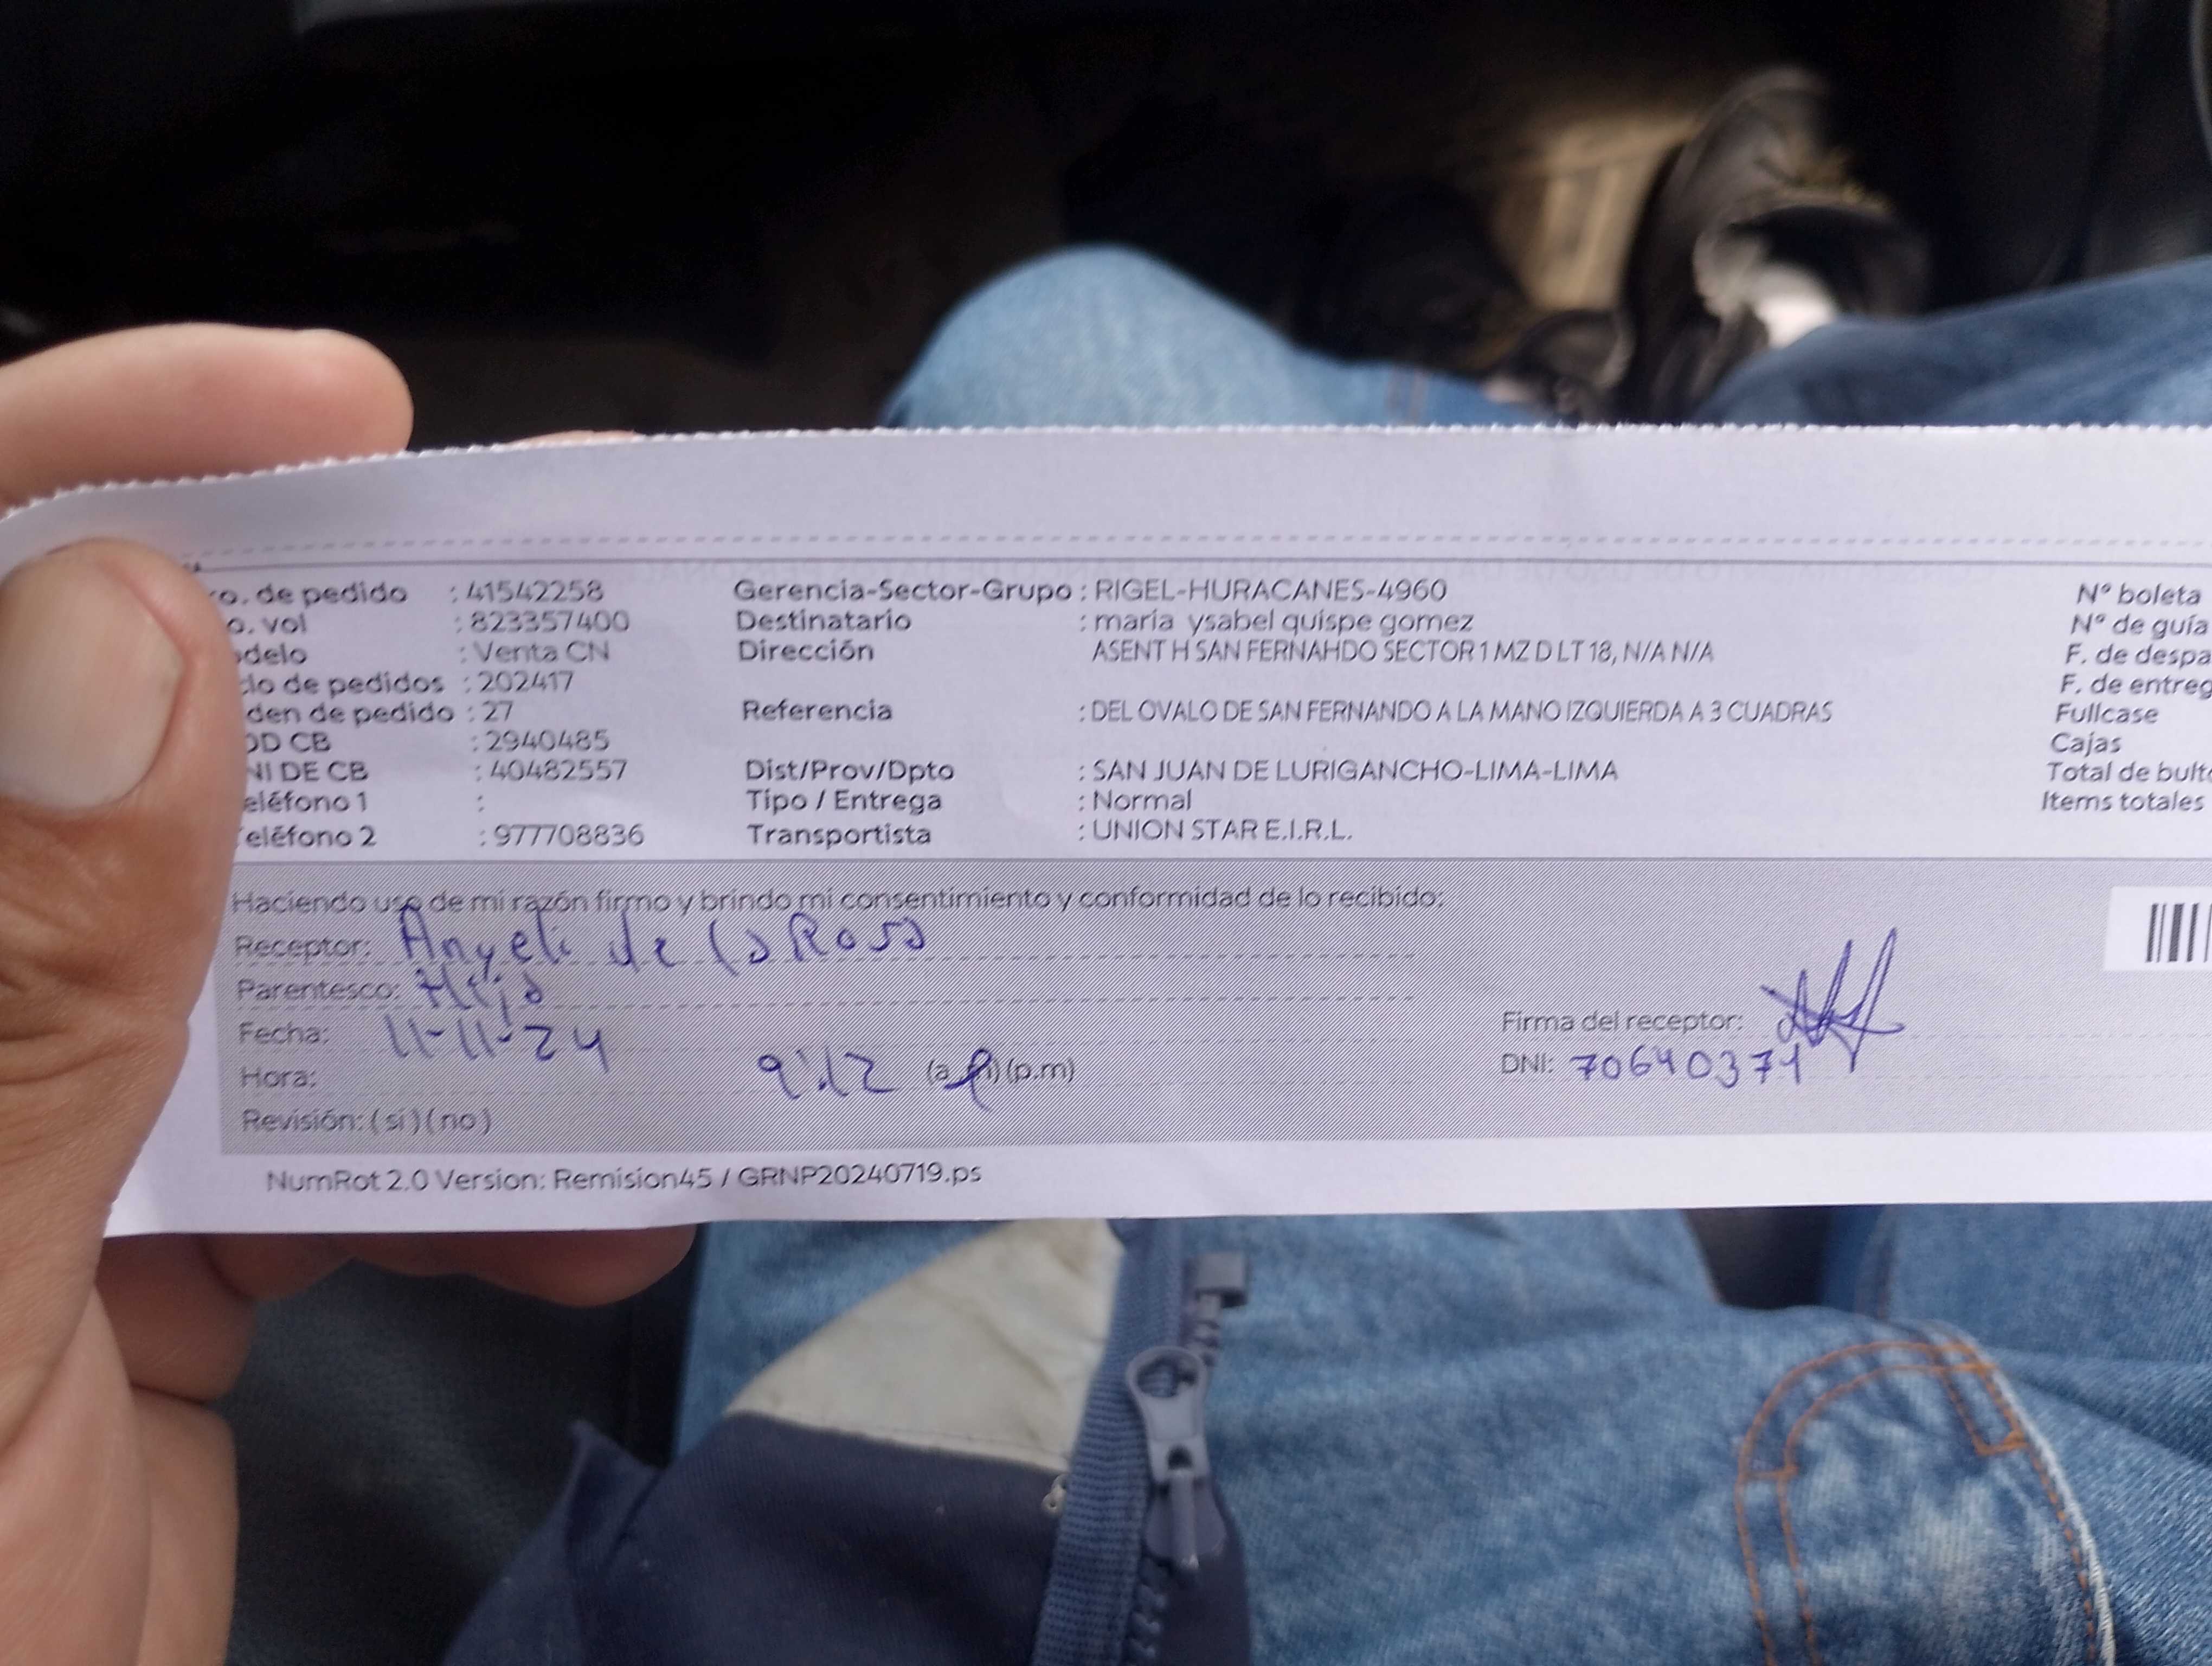 o. de pedido : 41542258 Gerencia-Sector-Grupo : RIGEL-HURACANES-4960 N° boleta
o. vol : 823357400 Destinatario : maria ysabel quispe gomez N° de guía
delo : Venta CN Dirección ASENT H SAN FERNAHDO SECTOR 1 MZ D LT 18, N/A N/A F. de despa
clo de pedidos : 202417 F. de entreg
den de pedido : 27 Referencia : DEL OVALO DE SAN FERNANDO A LA MANO IZQUIERDA A 3 CUADRAS Fullcase
OD CB : 2940485 Cajas
NI DE CB : 40482557 Dist/Prov/Dpto : SAN JUAN DE LURIGANCHO-LIMA-LIMA Total de bulto
eléfono 1 : Tipo / Entrega : Normal Items totales
eléfono 2 : 977708836 Transportista : UNION STAR E.I.R.L.
Haciendo uso de mi razón firmo y brindo mi consentimiento y conformidad de lo recibido:
Receptor: Angeli de la Rosa
Parentesco: Hija
Fecha: 11-11-24 Firma del receptor:
Hora: 9:12 (a.m) (p.m) DNI: 70640371
Revisión: (si) (no)
NumRot 2.0 Version: Remision45 / GRNP20240719.ps